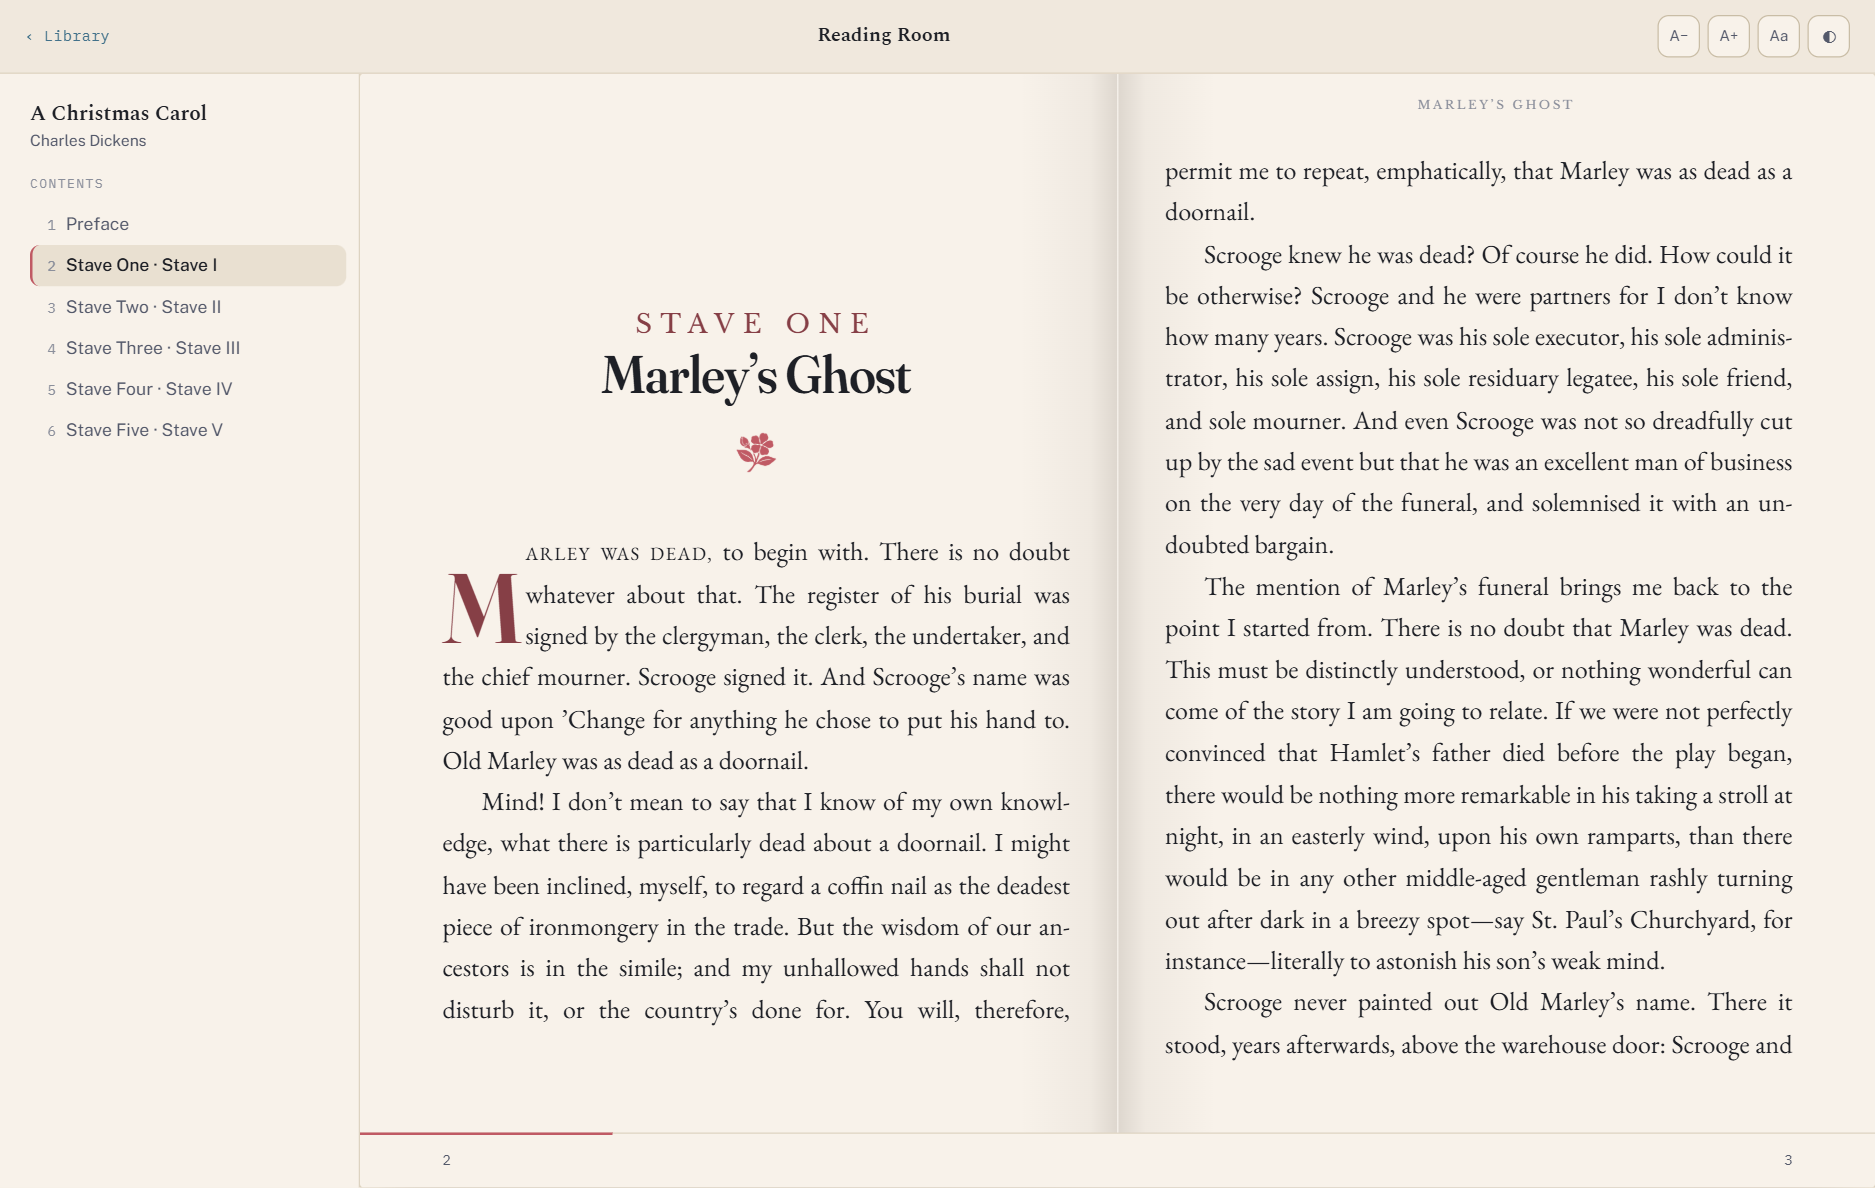 ‹ Library
Reading Room
A−
A+
Aa
A Christmas Carol
Charles Dickens
CONTENTS
1 Preface
2 Stave One · Stave I
3 Stave Two · Stave II
4 Stave Three · Stave III
5 Stave Four · Stave IV
6 Stave Five · Stave V
STAVE ONE
Marley’s Ghost
MARLEY WAS DEAD, to begin with. There is no doubt
whatever about that. The register of his burial was
signed by the clergyman, the clerk, the undertaker, and
the chief mourner. Scrooge signed it. And Scrooge’s name was
good upon ’Change for anything he chose to put his hand to.
Old Marley was as dead as a doornail.
Mind! I don’t mean to say that I know of my own knowl-
edge, what there is particularly dead about a doornail. I might
have been inclined, myself, to regard a coffin nail as the deadest
piece of ironmongery in the trade. But the wisdom of our an-
cestors is in the simile; and my unhallowed hands shall not
disturb it, or the country’s done for. You will, therefore,
2
MARLEY’S GHOST
permit me to repeat, emphatically, that Marley was as dead as a
doornail.
Scrooge knew he was dead? Of course he did. How could it
be otherwise? Scrooge and he were partners for I don’t know
how many years. Scrooge was his sole executor, his sole adminis-
trator, his sole assign, his sole residuary legatee, his sole friend,
and sole mourner. And even Scrooge was not so dreadfully cut
up by the sad event but that he was an excellent man of business
on the very day of the funeral, and solemnised it with an un-
doubted bargain.
The mention of Marley’s funeral brings me back to the
point I started from. There is no doubt that Marley was dead.
This must be distinctly understood, or nothing wonderful can
come of the story I am going to relate. If we were not perfectly
convinced that Hamlet’s father died before the play began,
there would be nothing more remarkable in his taking a stroll at
night, in an easterly wind, upon his own ramparts, than there
would be in any other middle-aged gentleman rashly turning
out after dark in a breezy spot—say St. Paul’s Churchyard, for
instance—literally to astonish his son’s weak mind.
Scrooge never painted out Old Marley’s name. There it
stood, years afterwards, above the warehouse door: Scrooge and
3